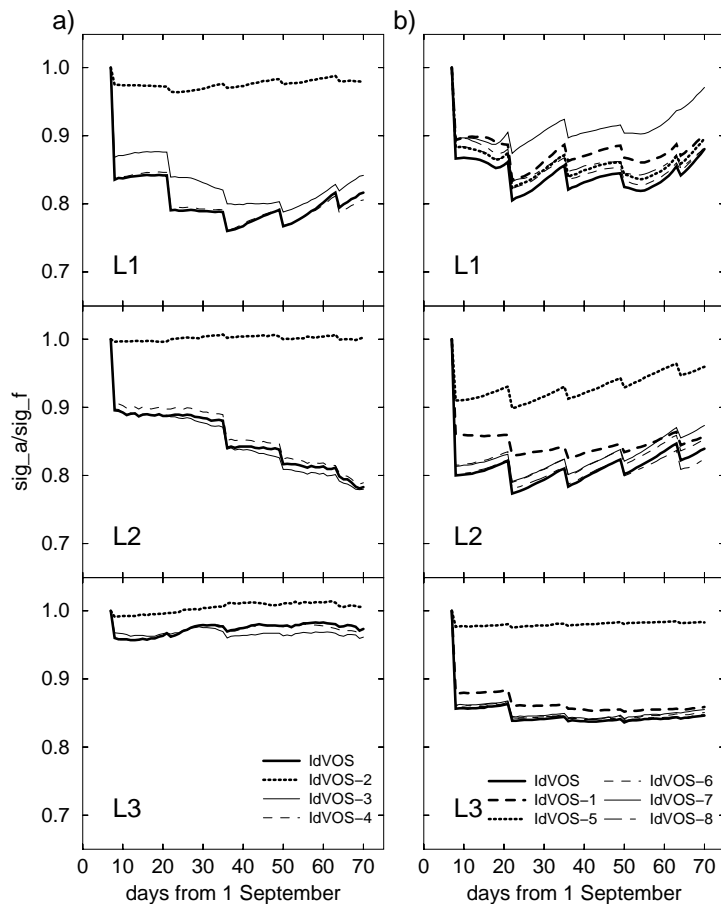 a)
b)
1.0
0.9
0.8
0.7
L1
L1
1.0
0.9
0.8
0.7
sig_a/sig_f
L2
L2
1.0
0.9
0.8
0.7
L3
IdVOS
IdVOS−2
IdVOS−3
IdVOS−4
L3
IdVOS
IdVOS−1
IdVOS−5
IdVOS−6
IdVOS−7
IdVOS−8
0 10 20 30 40 50 60 70
0 10 20 30 40 50 60 70
days from 1 September
days from 1 September